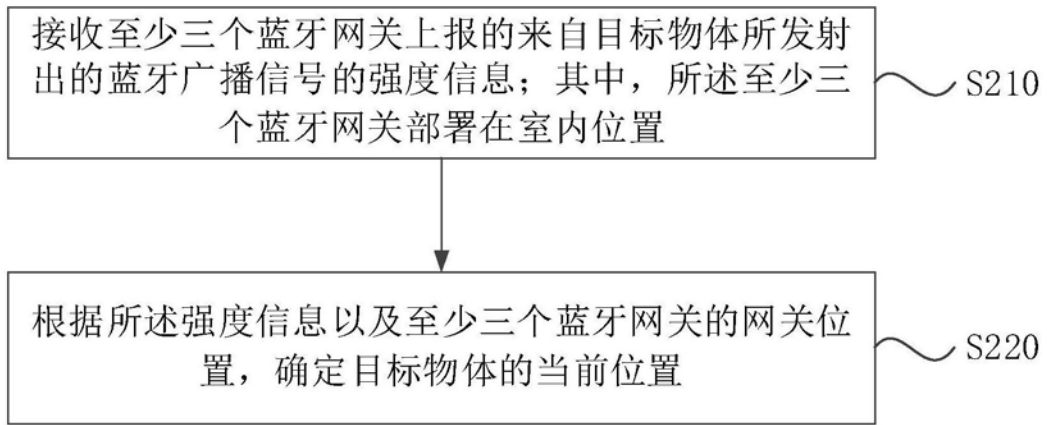 接收至少三个蓝牙网关上报的来自目标物体所发射
出的蓝牙广播信号的强度信息；其中，所述至少三
个蓝牙网关部署在室内位置
S210
根据所述强度信息以及至少三个蓝牙网关的网关位
置，确定目标物体的当前位置
S220